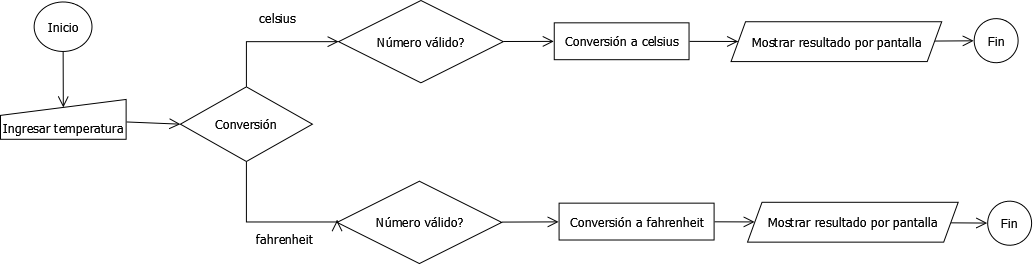 Inicio
Ingresar temperatura
Conversión
celsius
Número válido?
Conversión a celsius
Mostrar resultado por pantalla
Fin
fahrenheit
Número válido?
Conversión a fahrenheit
Mostrar resultado por pantalla
Fin